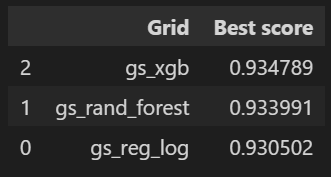 Grid Best score
2 gs_xgb 0.934789
1 gs_rand_forest 0.933991
0 gs_reg_log 0.930502